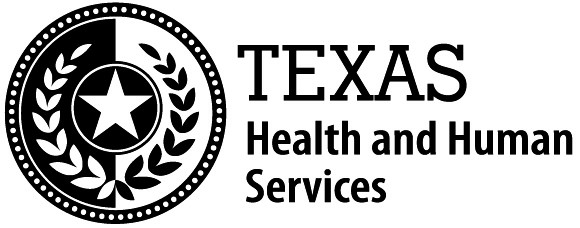 TEXAS
Health and Human
Services